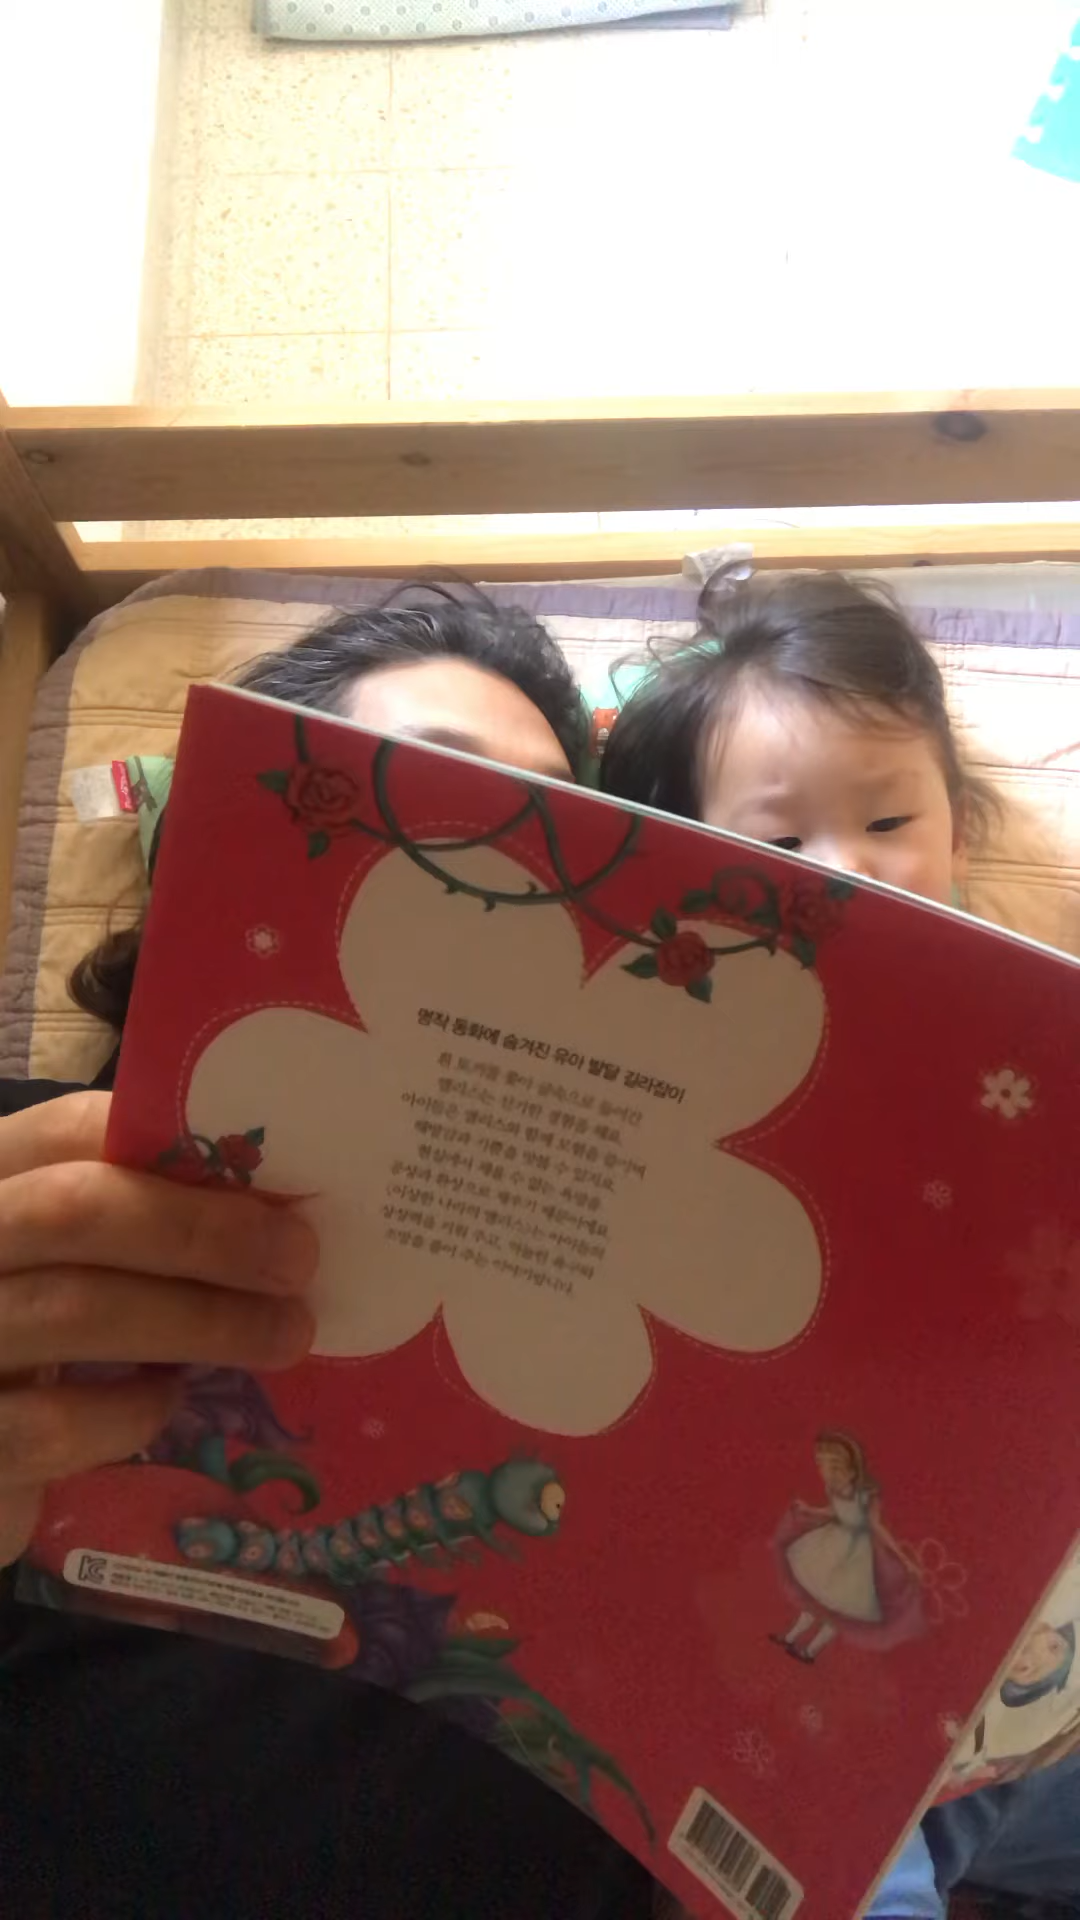 명작 동화에 숨겨진 유아 발달 길라잡이
흰 토끼를 쫓아 굴속으로 들어간
앨리스는 신기한 경험을 해요.
아이들은 앨리스와 함께 모험을 즐기며
해방감과 기쁨을 맛볼 수 있지요.
현실에서 채울 수 없는 욕망을
공상과 환상으로 채우기 때문이에요.
〈이상한 나라의 앨리스〉는 아이들의
상상력을 키워 주고, 억눌린 욕구와
소망을 풀어 주는 이야기랍니다.